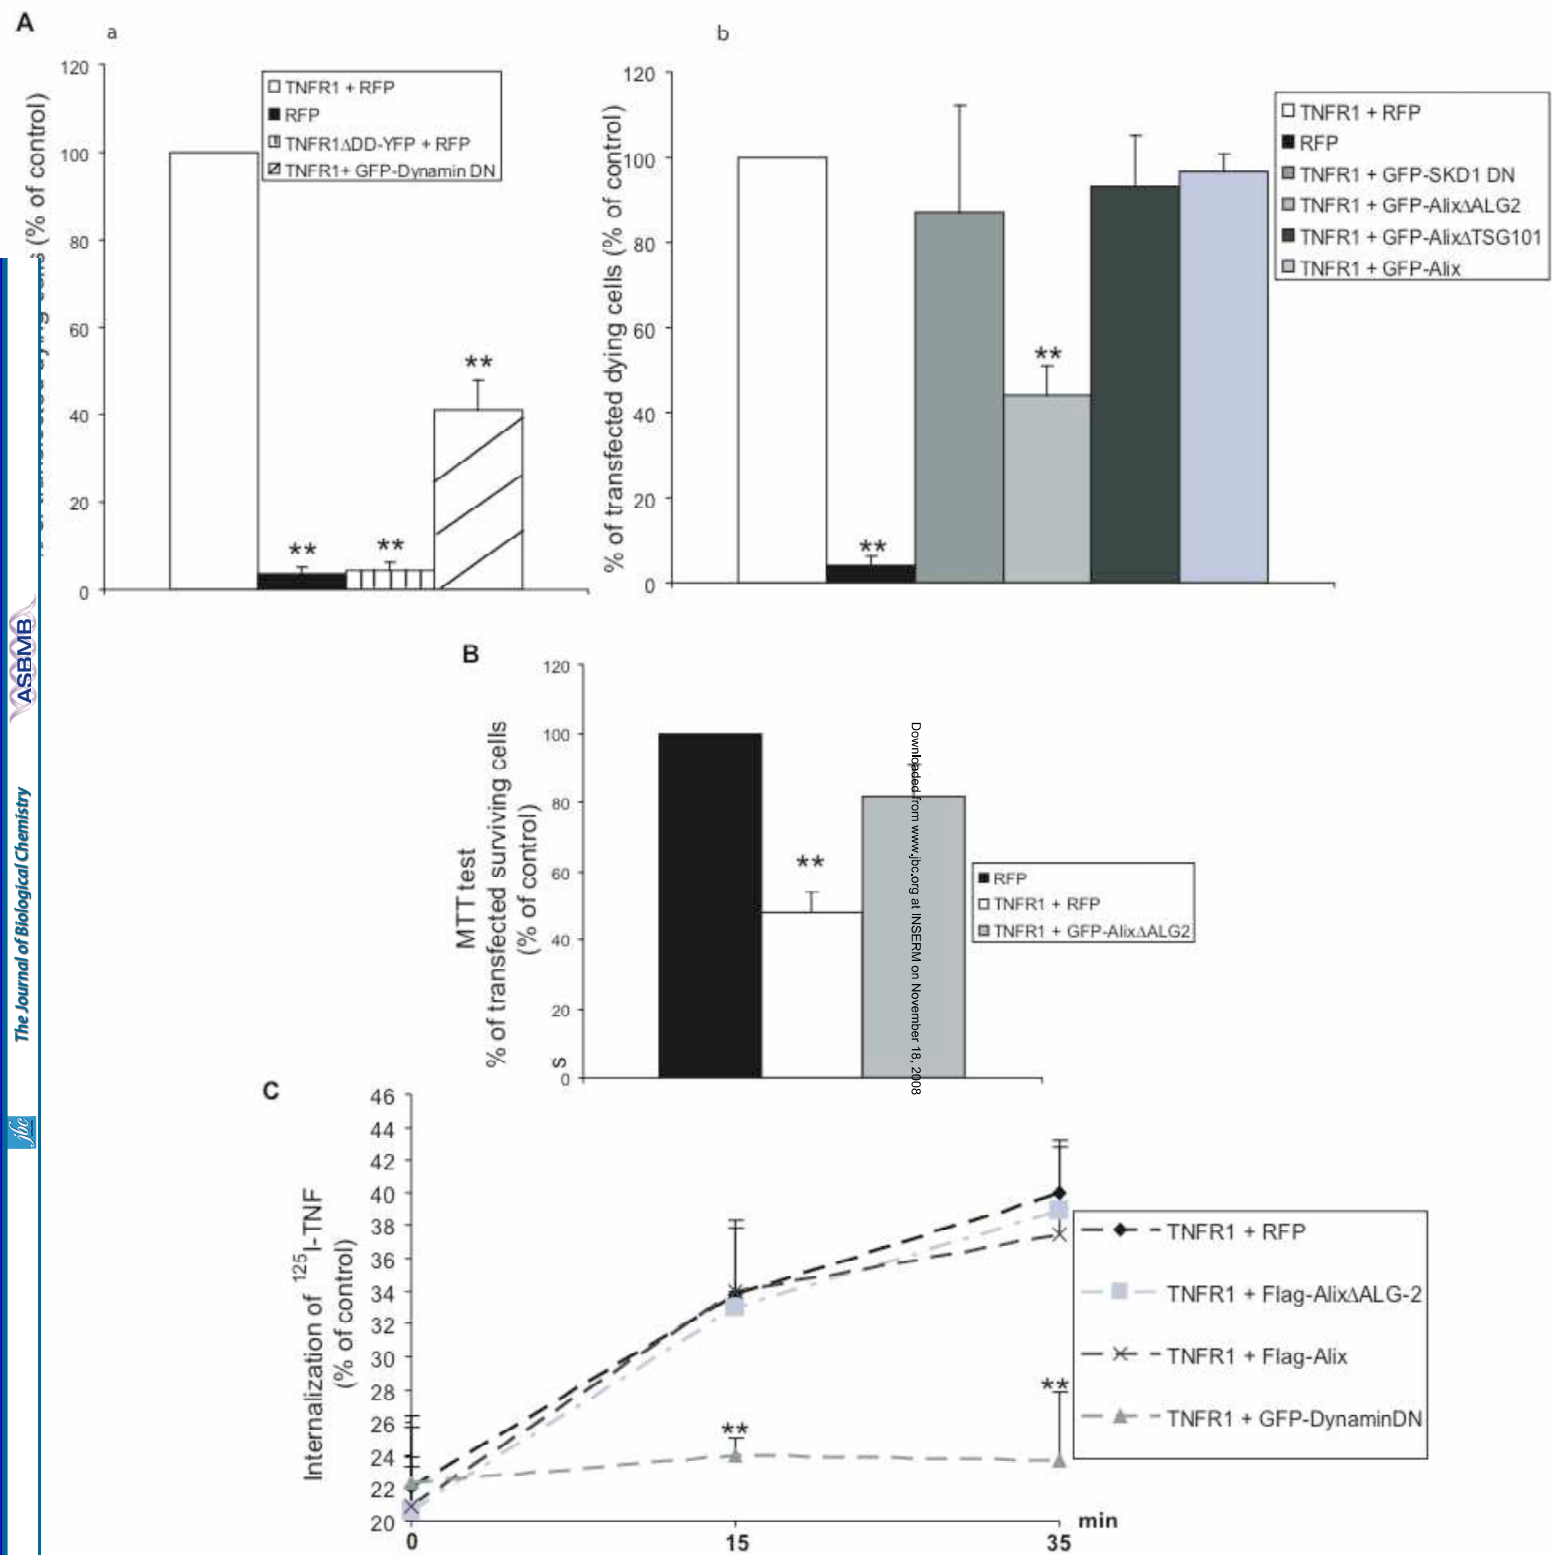 A
a
120
100
80
60
40
20
0
TNFR1 + RFP
RFP
TNFR1ΔDD-YFP + RFP
TNFR1+ GFP-Dynamin DN
**
**
**
b
% of transfected dying cells (% of control)
120
100
80
60
40
20
0
TNFR1 + RFP
RFP
TNFR1 + GFP-SKD1 DN
TNFR1 + GFP-AlixΔALG2
TNFR1 + GFP-AlixΔTSG101
TNFR1 + GFP-Alix
**
**
ASBMB
The Journal of Biological Chemistry
jbc
B
MTT test
% of transfected surviving cells
(% of control)
s
120
100
80
60
40
20
0
**
RFP
TNFR1 + RFP
TNFR1 + GFP-AlixΔALG2
Downloaded from www.jbc.org at INSERM on November 18, 2008
C
Internalization of 125I-TNF
(% of control)
46
44
42
40
38
36
34
32
30
28
26
24
22
20
**
**
0
15
35
min
TNFR1 + RFP
TNFR1 + Flag-AlixΔALG-2
TNFR1 + Flag-Alix
TNFR1 + GFP-DynaminDN